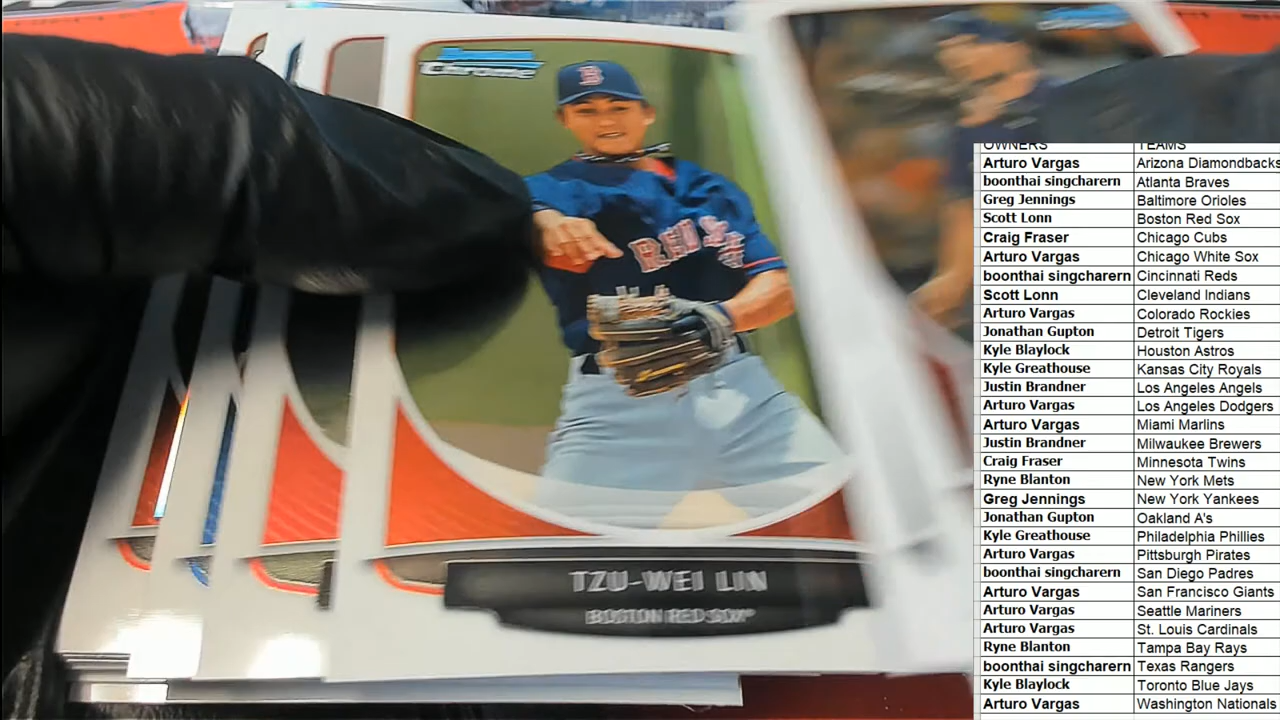 Bowman
Chrome
B
RED SOX
TZU-WEI LIN
BOSTON RED SOX
OWNERS TEAMS
Arturo Vargas Arizona Diamondbacks
boonthai singcharern Atlanta Braves
Greg Jennings Baltimore Orioles
Scott Lonn Boston Red Sox
Craig Fraser Chicago Cubs
Arturo Vargas Chicago White Sox
boonthai singcharern Cincinnati Reds
Scott Lonn Cleveland Indians
Arturo Vargas Colorado Rockies
Jonathan Gupton Detroit Tigers
Kyle Blaylock Houston Astros
Kyle Greathouse Kansas City Royals
Justin Brandner Los Angeles Angels
Arturo Vargas Los Angeles Dodgers
Arturo Vargas Miami Marlins
Justin Brandner Milwaukee Brewers
Craig Fraser Minnesota Twins
Ryne Blanton New York Mets
Greg Jennings New York Yankees
Jonathan Gupton Oakland A's
Kyle Greathouse Philadelphia Phillies
Arturo Vargas Pittsburgh Pirates
boonthai singcharern San Diego Padres
Arturo Vargas San Francisco Giants
Arturo Vargas Seattle Mariners
Arturo Vargas St. Louis Cardinals
Ryne Blanton Tampa Bay Rays
boonthai singcharern Texas Rangers
Kyle Blaylock Toronto Blue Jays
Arturo Vargas Washington Nationals